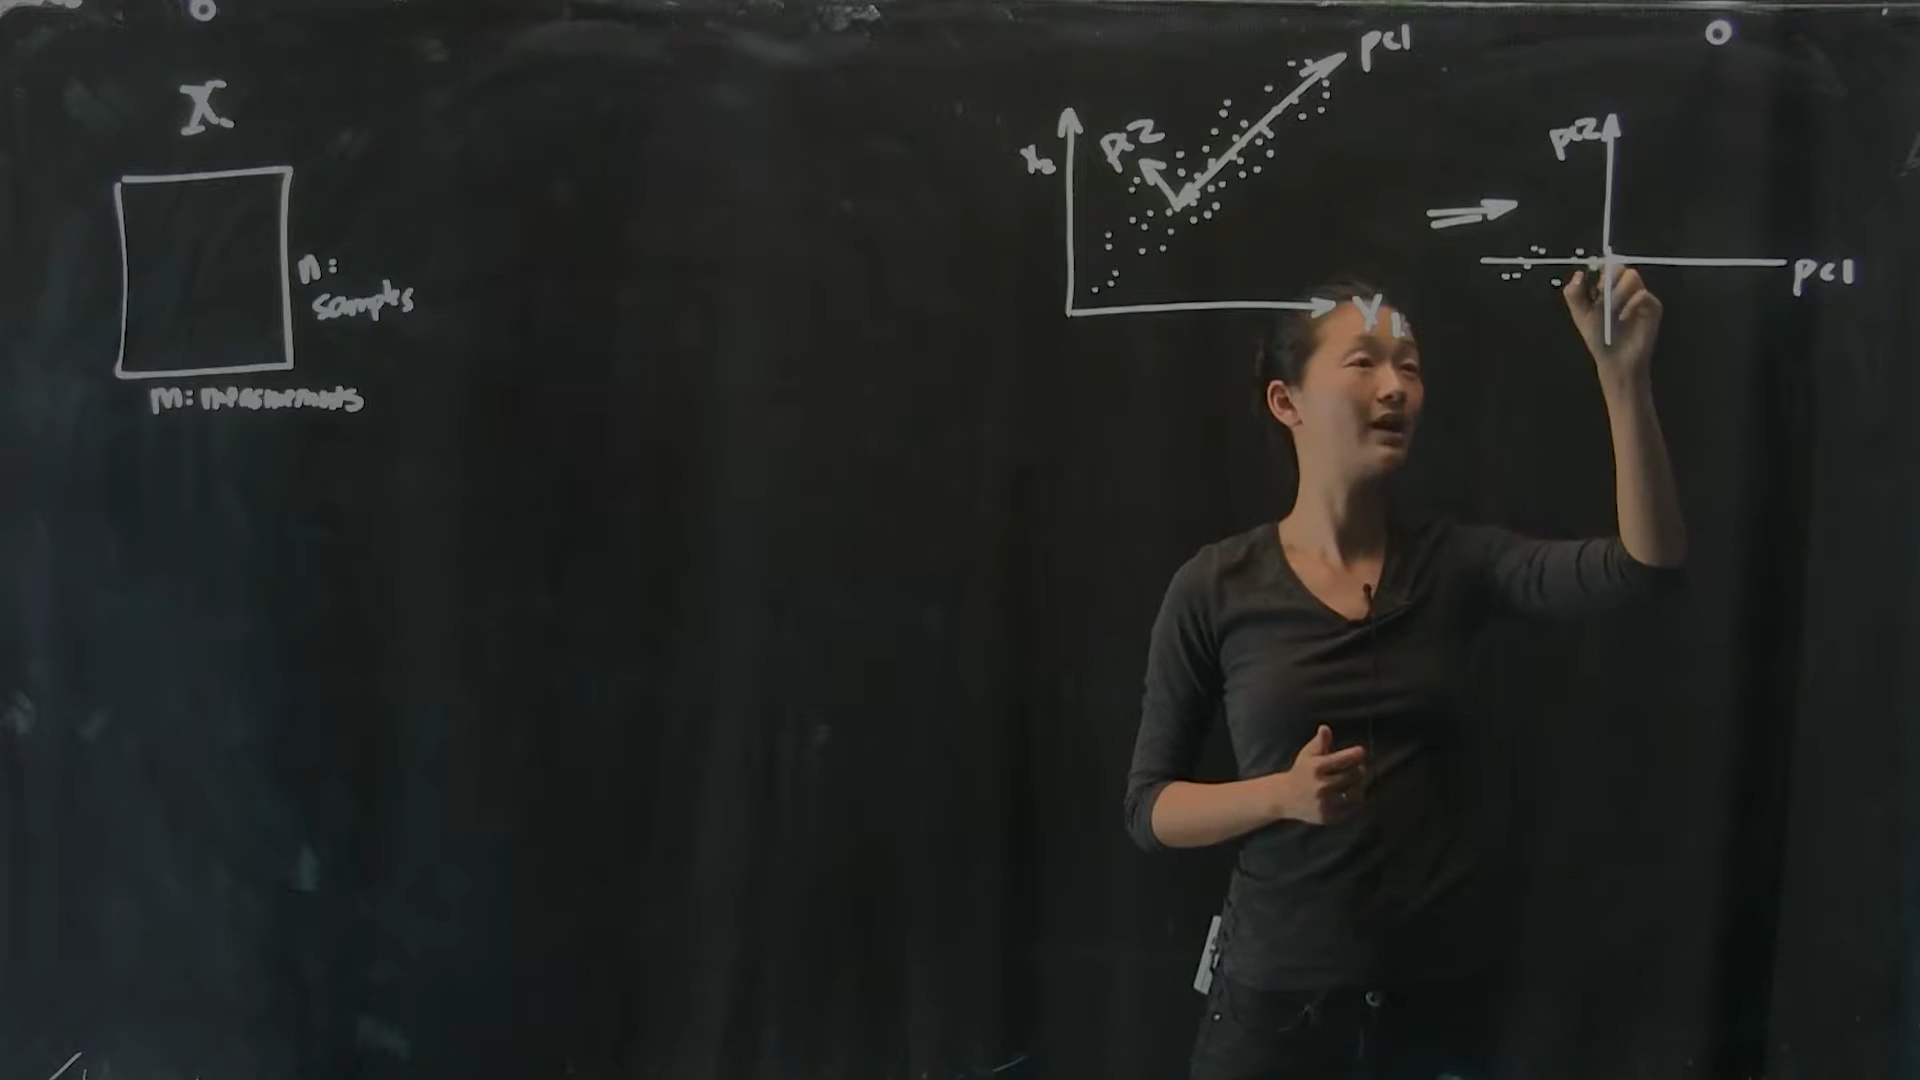 X
n:
samples
m: measurements
x₂
pc2
pc1
x₁
pc2
pc1